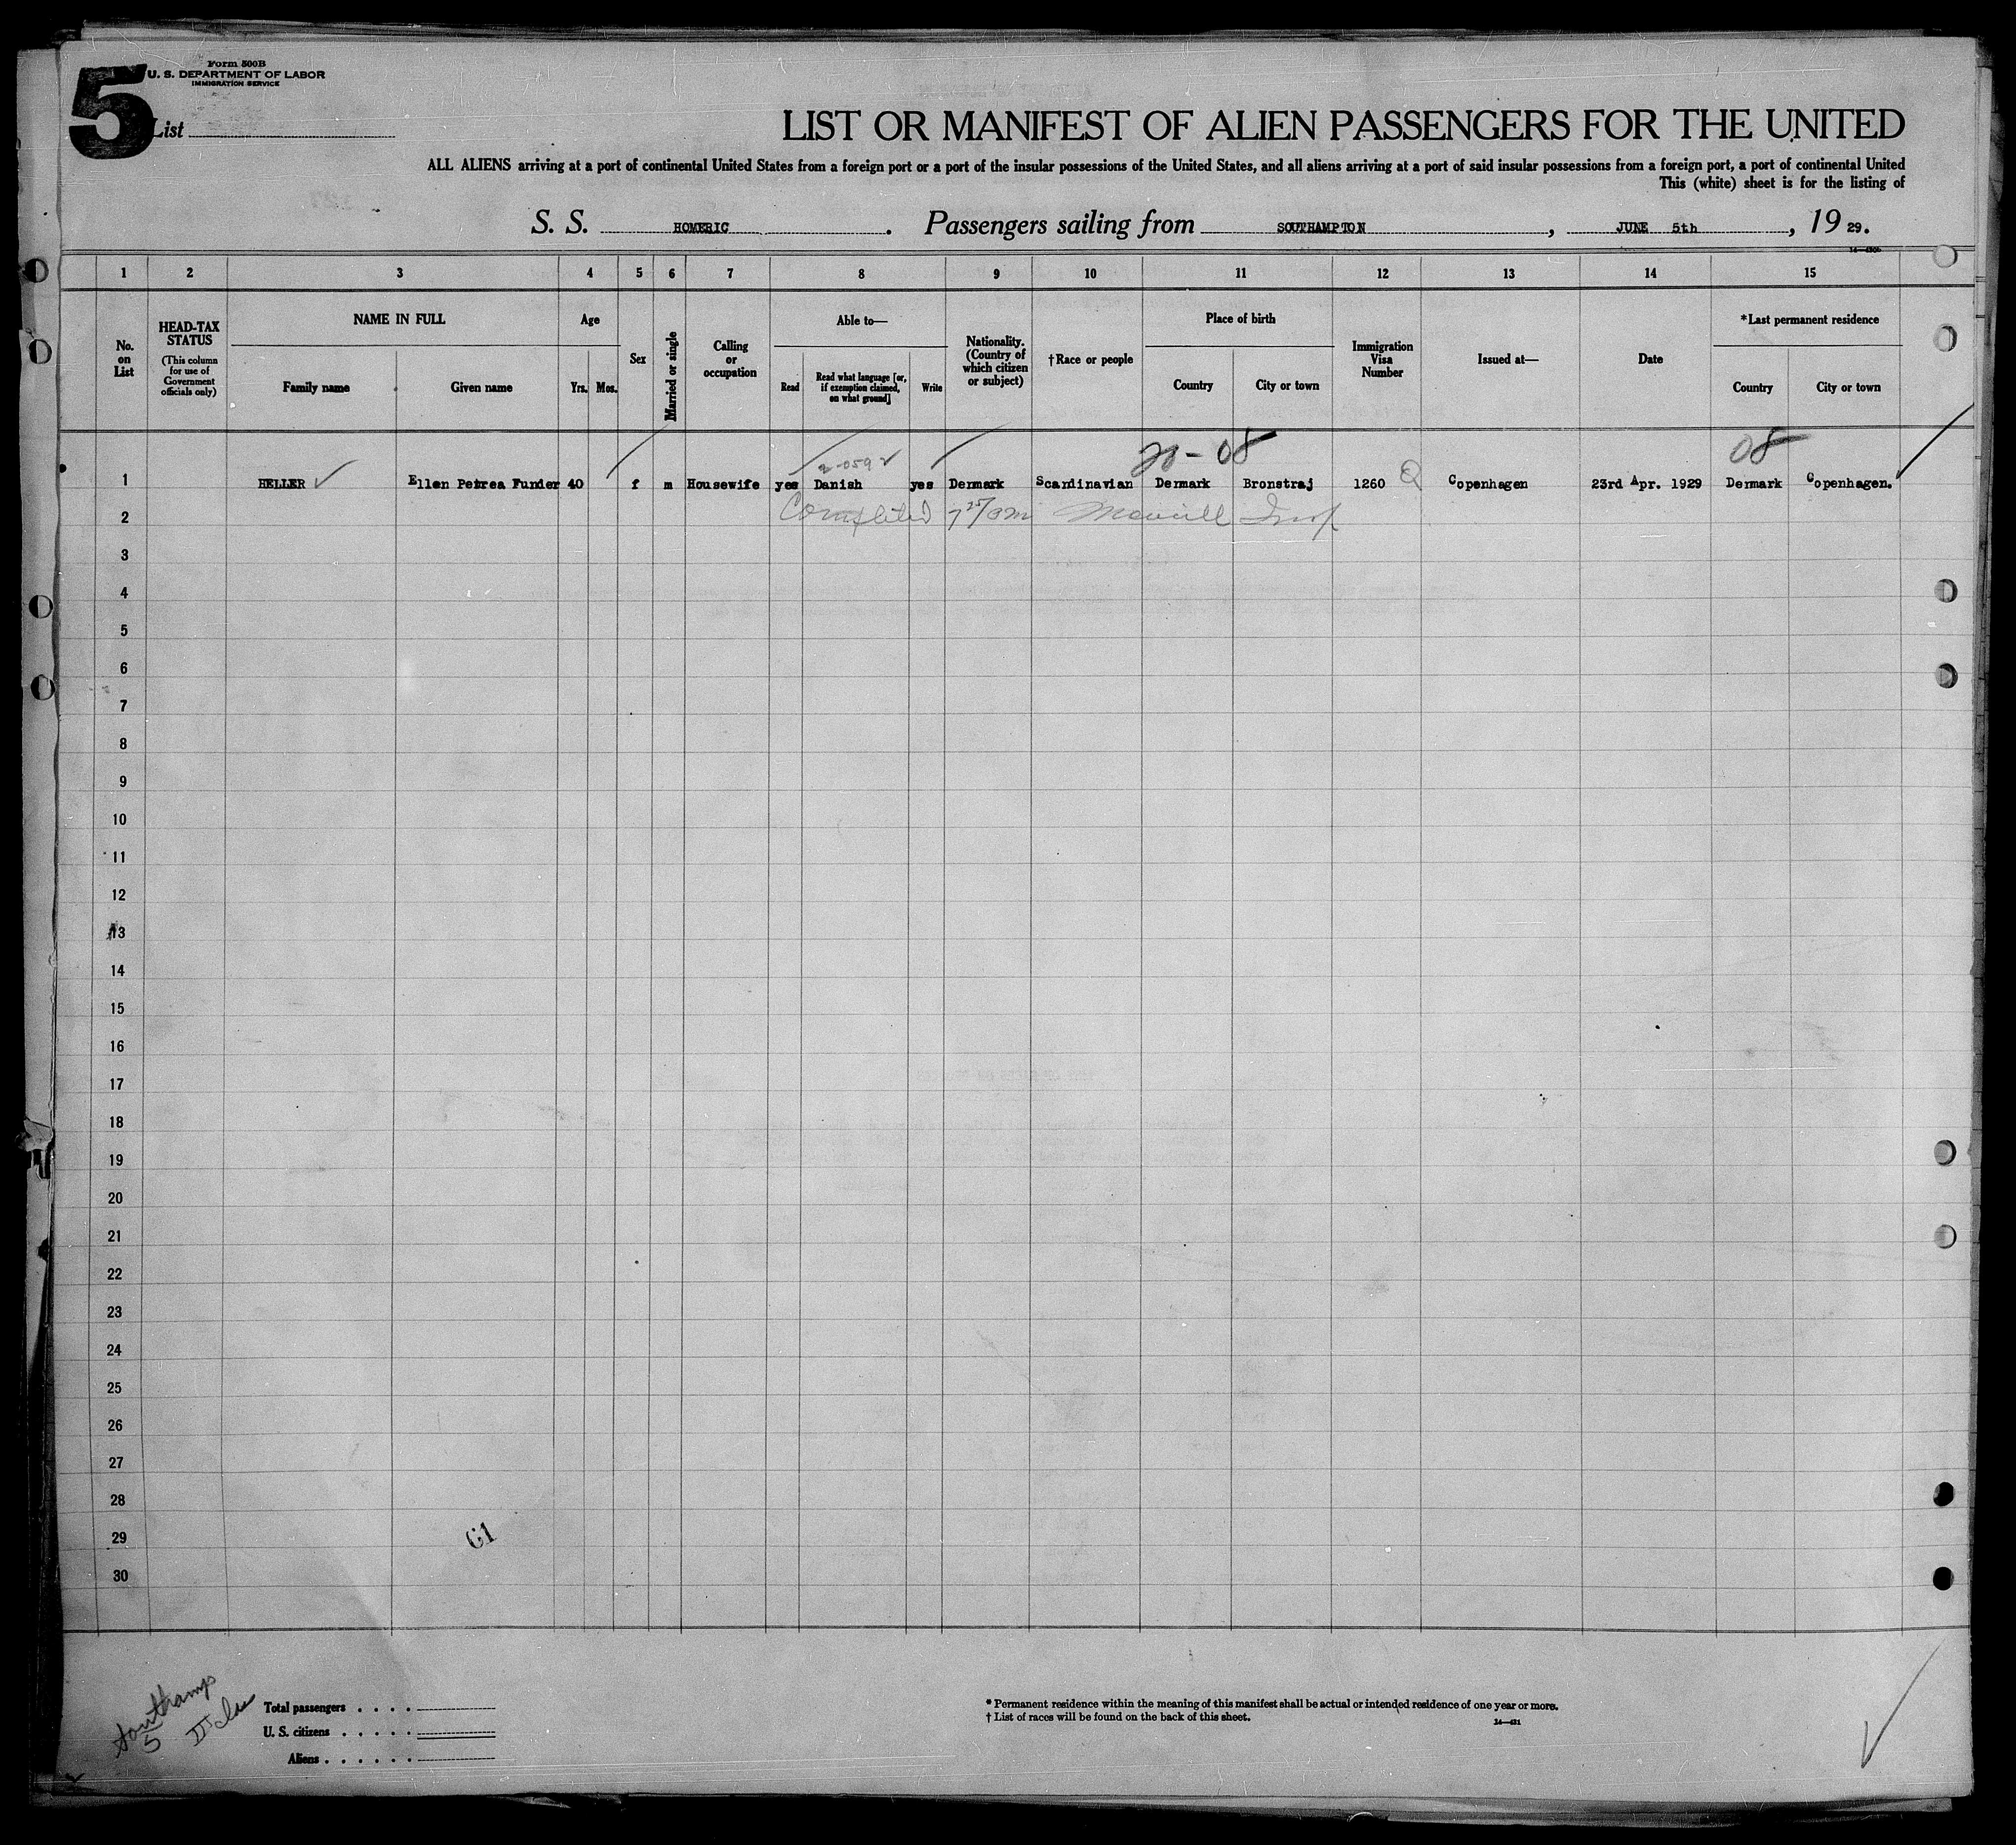 Form 500B
U. S. DEPARTMENT OF LABOR
IMMIGRATION SERVICE
5
List
LIST OR MANIFEST OF ALIEN PASSENGERS FOR THE UNITED
ALL ALIENS arriving at a port of continental United States from a foreign port or a port of the insular possessions of the United States, and all aliens arriving at a port of said insular possessions from a foreign port, a port of continental United
This (white) sheet is for the listing of
S. S. HOMERIC. Passengers sailing from SOUTHAMPTON, JUNE 5th, 19 29.
1 2 3 4 5 6 7 8 9 10 11 12 13 14 15
No. on List
HEAD-TAX STATUS
(This column for use of Government officials only)
NAME IN FULL
Family name
Given name
Age
Yrs. Mos.
Sex
Married or single
Calling or occupation
Able to—
Read
Read what language [or, if exemption claimed, on what ground]
Write
Nationality. (Country of which citizen or subject)
†Race or people
Place of birth
Country
City or town
Immigration Visa Number
Issued at—
Date
*Last permanent residence
Country
City or town
2-0592
20-08
08
1 HELLER Ellen Petrea Funder 40 f m Housewife yes Danish yes Denmark Scandinavian Denmark Bronstraj 1260 Q Copenhagen 23rd Apr. 1929 Denmark Copenhagen.
2 Completed
3
4
5
6
7
8
9
10
11
12
13
14
15
16
17
18
19
20
21
22
23
24
25
26
27
28
29
30
61
Southamp
5
Total passengers . . . .
U. S. citizens . . . . .
Aliens . . . . . .
* Permanent residence within the meaning of this manifest shall be actual or intended residence of one year or more.
† List of races will be found on the back of this sheet.